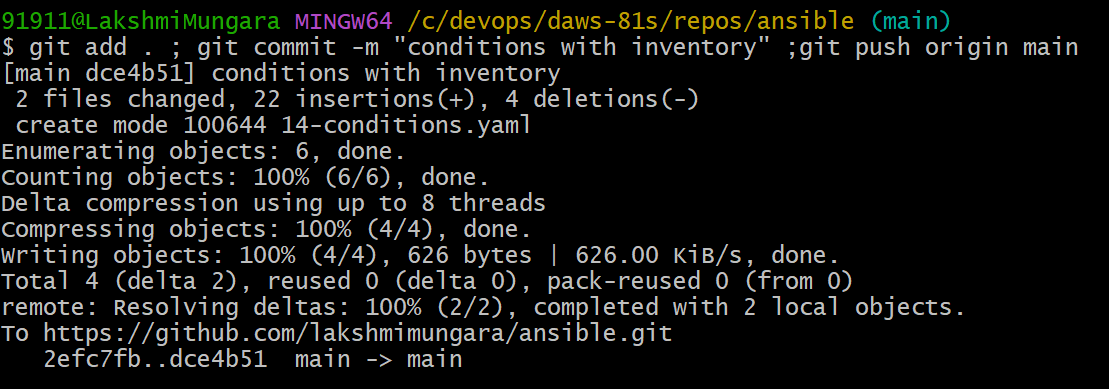 91911@LakshmiMungara MINGW64 /c/devops/daws-81s/repos/ansible (main)
$ git add . ; git commit -m "conditions with inventory" ;git push origin main
[main dce4b51] conditions with inventory
 2 files changed, 22 insertions(+), 4 deletions(-)
 create mode 100644 14-conditions.yaml
Enumerating objects: 6, done.
Counting objects: 100% (6/6), done.
Delta compression using up to 8 threads
Compressing objects: 100% (4/4), done.
Writing objects: 100% (4/4), 626 bytes | 626.00 KiB/s, done.
Total 4 (delta 2), reused 0 (delta 0), pack-reused 0 (from 0)
remote: Resolving deltas: 100% (2/2), completed with 2 local objects.
To https://github.com/lakshmimungara/ansible.git
   2efc7fb..dce4b51  main -> main